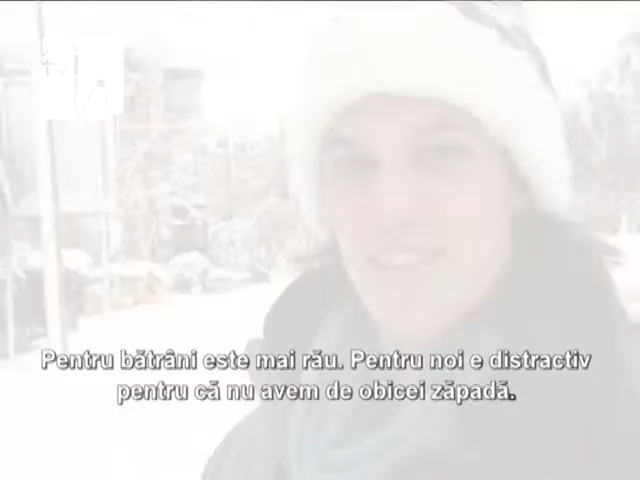 Pentru bătrâni este mai rău. Pentru noi e distractiv
pentru că nu avem de obicei zăpadă.